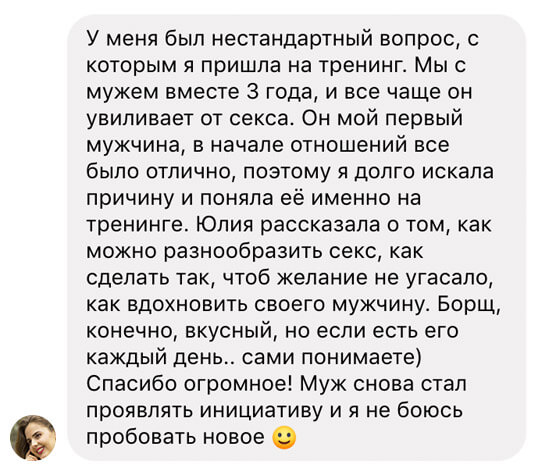 У меня был нестандартный вопрос, с
которым я пришла на тренинг. Мы с
мужем вместе 3 года, и все чаще он
увиливает от секса. Он мой первый
мужчина, в начале отношений все
было отлично, поэтому я долго искала
причину и поняла её именно на
тренинге. Юлия рассказала о том, как
можно разнообразить секс, как
сделать так, чтоб желание не угасало,
как вдохновить своего мужчину. Борщ,
конечно, вкусный, но если есть его
каждый день.. сами понимаете)
Спасибо огромное! Муж снова стал
проявлять инициативу и я не боюсь
пробовать новое 🙂